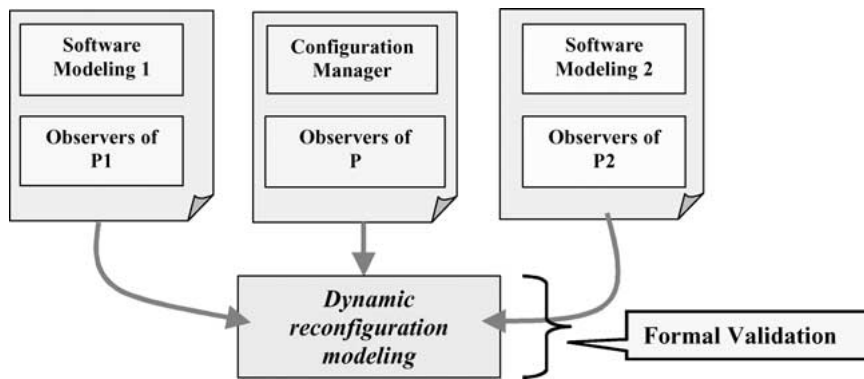 Software
Modeling 1
Observers of
P1
Configuration
Manager
Observers of
P
Software
Modeling 2
Observers of
P2
Dynamic
reconfiguration
modeling
Formal Validation